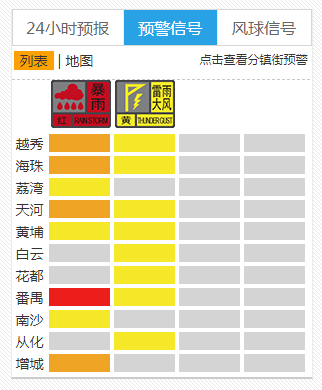 24小时预报 预警信号 风球信号
列表 | 地图 点击查看分镇街预警
暴雨 雷雨大风
红 RAINSTORM 黄 THUNDER GUST
越秀
海珠
荔湾
天河
黄埔
白云
花都
番禺
南沙
从化
增城